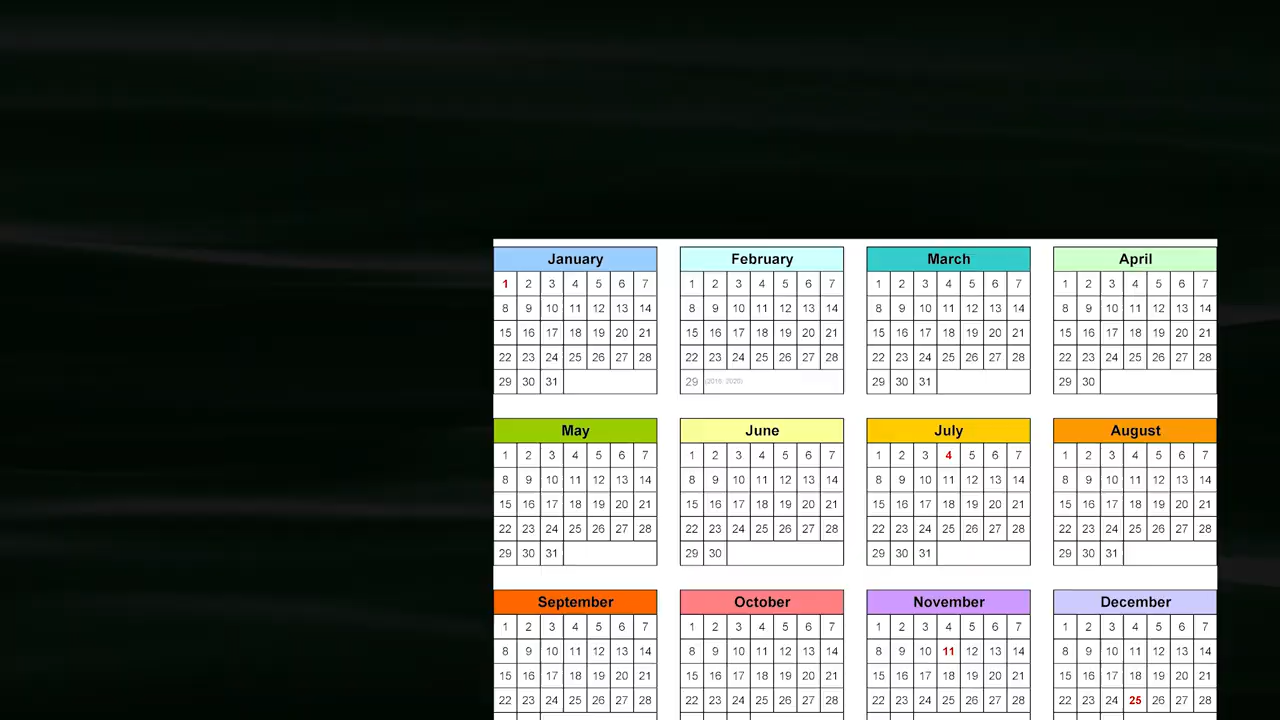 January February March April
1 2 3 4 5 6 7 1 2 3 4 5 6 7 1 2 3 4 5 6 7 1 2 3 4 5 6 7
8 9 10 11 12 13 14 8 9 10 11 12 13 14 8 9 10 11 12 13 14 8 9 10 11 12 13 14
15 16 17 18 19 20 21 15 16 17 18 19 20 21 15 16 17 18 19 20 21 15 16 17 18 19 20 21
22 23 24 25 26 27 28 22 23 24 25 26 27 28 22 23 24 25 26 27 28 22 23 24 25 26 27 28
29 30 31 29 (2016 2020) 29 30 31 29 30
May June July August
1 2 3 4 5 6 7 1 2 3 4 5 6 7 1 2 3 4 5 6 7 1 2 3 4 5 6 7
8 9 10 11 12 13 14 8 9 10 11 12 13 14 8 9 10 11 12 13 14 8 9 10 11 12 13 14
15 16 17 18 19 20 21 15 16 17 18 19 20 21 15 16 17 18 19 20 21 15 16 17 18 19 20 21
22 23 24 25 26 27 28 22 23 24 25 26 27 28 22 23 24 25 26 27 28 22 23 24 25 26 27 28
29 30 31 29 30 29 30 31 29 30 31
September October November December
1 2 3 4 5 6 7 1 2 3 4 5 6 7 1 2 3 4 5 6 7 1 2 3 4 5 6 7
8 9 10 11 12 13 14 8 9 10 11 12 13 14 8 9 10 11 12 13 14 8 9 10 11 12 13 14
15 16 17 18 19 20 21 15 16 17 18 19 20 21 15 16 17 18 19 20 21 15 16 17 18 19 20 21
22 23 24 25 26 27 28 22 23 24 25 26 27 28 22 23 24 25 26 27 28 22 23 24 25 26 27 28